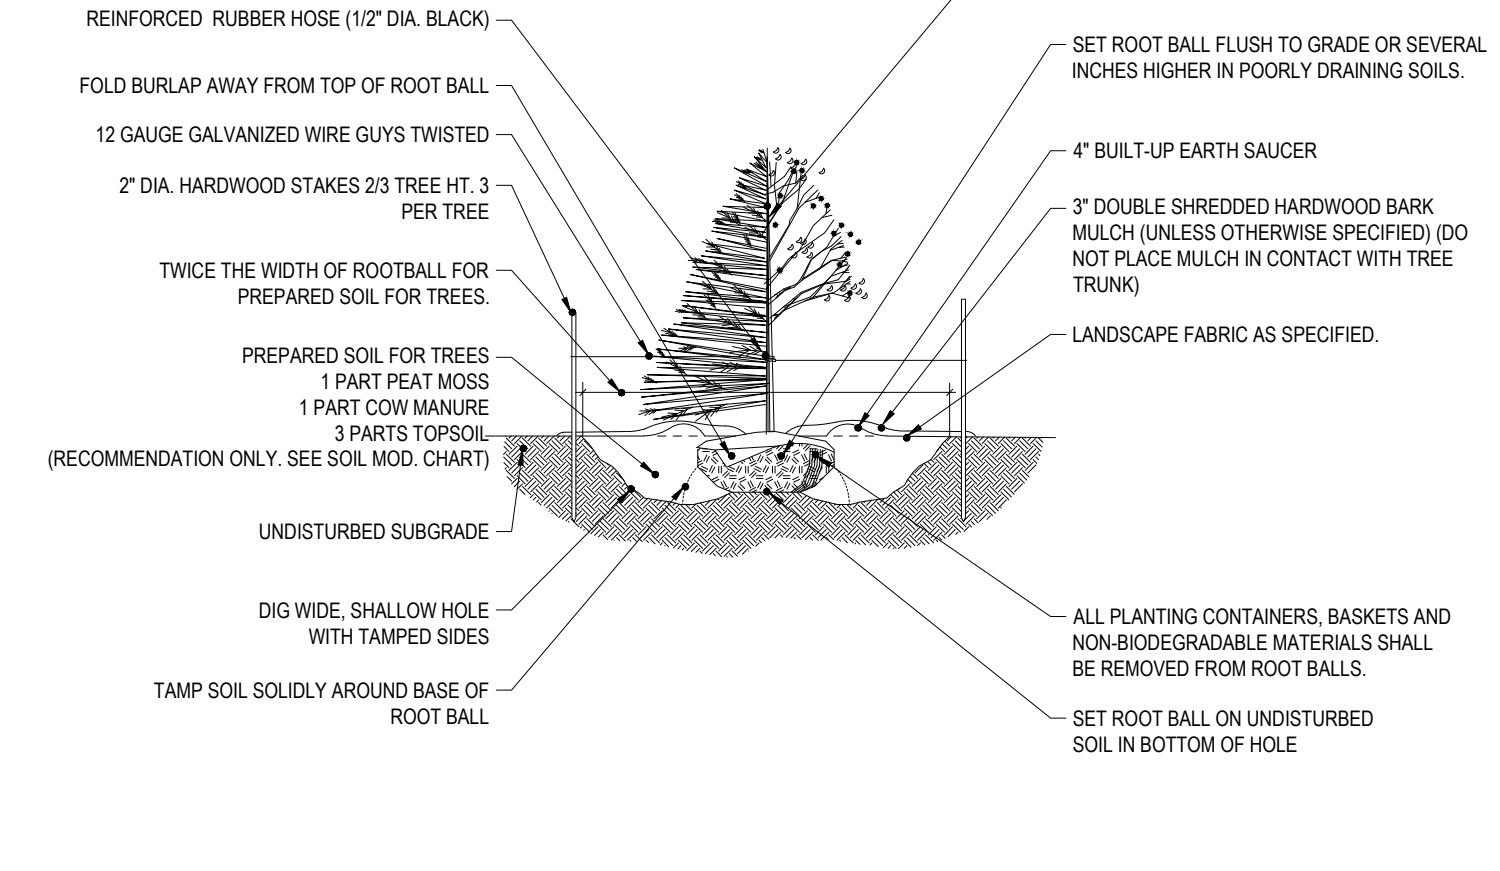 REINFORCED RUBBER HOSE (1/2" DIA. BLACK)
FOLD BURLAP AWAY FROM TOP OF ROOT BALL
12 GAUGE GALVANIZED WIRE GUYS TWISTED
2" DIA. HARDWOOD STAKES 2/3 TREE HT. 3
PER TREE
TWICE THE WIDTH OF ROOTBALL FOR
PREPARED SOIL FOR TREES.
PREPARED SOIL FOR TREES
1 PART PEAT MOSS
1 PART COW MANURE
3 PARTS TOPSOIL
(RECOMMENDATION ONLY. SEE SOIL MOD. CHART)
UNDISTURBED SUBGRADE
DIG WIDE, SHALLOW HOLE
WITH TAMPED SIDES
TAMP SOIL SOLIDLY AROUND BASE OF
ROOT BALL
SET ROOT BALL FLUSH TO GRADE OR SEVERAL
INCHES HIGHER IN POORLY DRAINING SOILS.
4" BUILT-UP EARTH SAUCER
3" DOUBLE SHREDDED HARDWOOD BARK
MULCH (UNLESS OTHERWISE SPECIFIED) (DO
NOT PLACE MULCH IN CONTACT WITH TREE
TRUNK)
LANDSCAPE FABRIC AS SPECIFIED.
ALL PLANTING CONTAINERS, BASKETS AND
NON-BIODEGRADABLE MATERIALS SHALL
BE REMOVED FROM ROOT BALLS.
SET ROOT BALL ON UNDISTURBED
SOIL IN BOTTOM OF HOLE